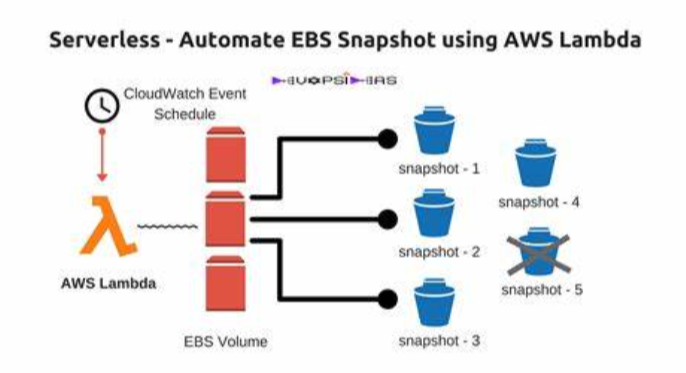 Serverless - Automate EBS Snapshot using AWS Lambda
CloudWatch Event
Schedule
snapshot - 1
snapshot - 4
AWS Lambda
snapshot - 2
snapshot - 5
EBS Volume
snapshot - 3